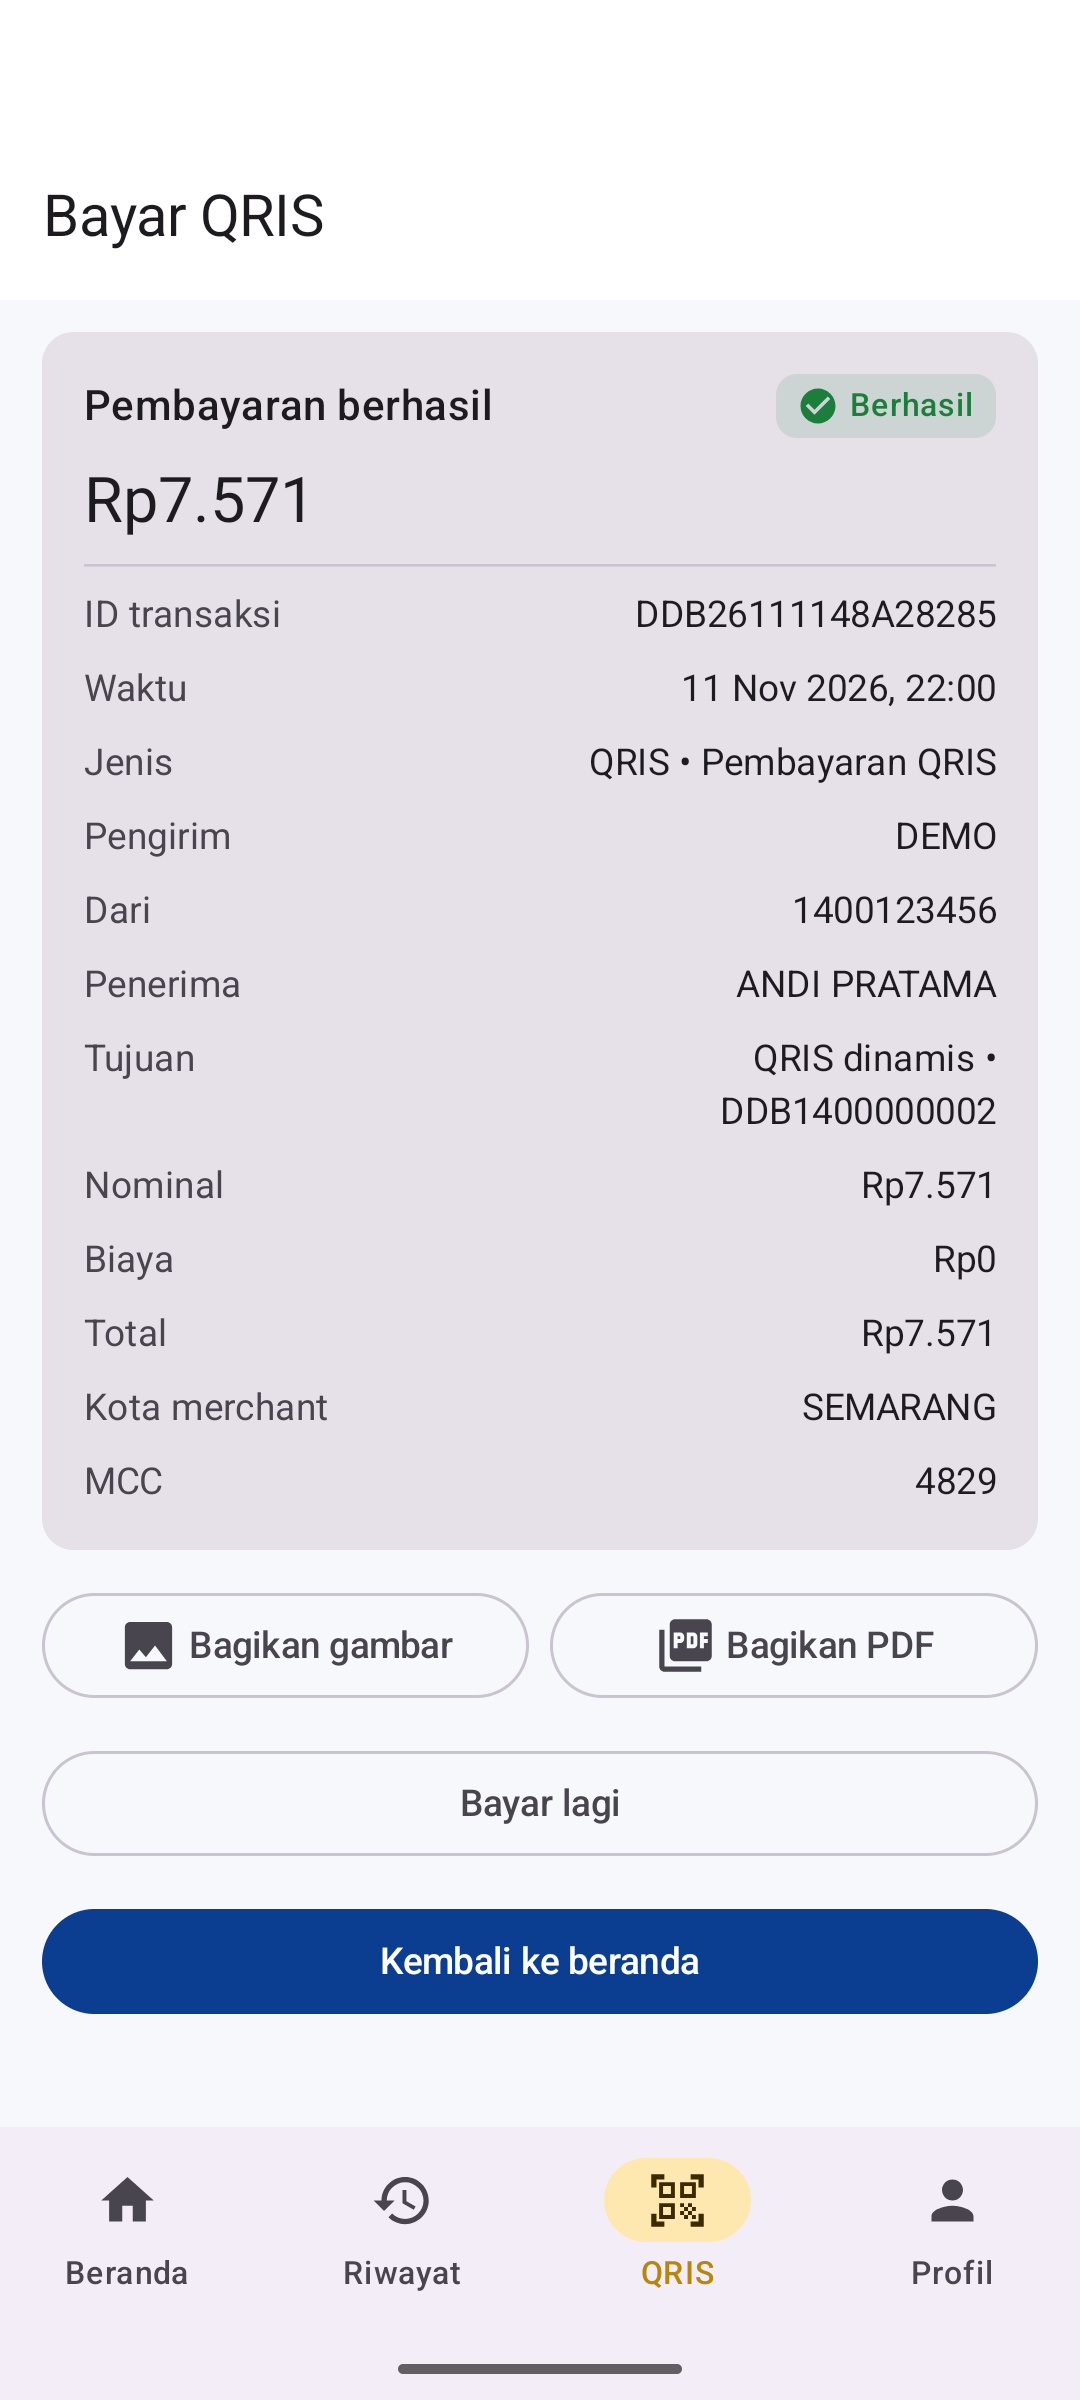 Bayar QRIS
Pembayaran berhasil
Berhasil
Rp7.571
ID transaksi DDB26111148A28285
Waktu 11 Nov 2026, 22:00
Jenis QRIS • Pembayaran QRIS
Pengirim DEMO
Dari 1400123456
Penerima ANDI PRATAMA
Tujuan QRIS dinamis •
DDB1400000002
Nominal Rp7.571
Biaya Rp0
Total Rp7.571
Kota merchant SEMARANG
MCC 4829
Bagikan gambar
PDF Bagikan PDF
Bayar lagi
Kembali ke beranda
Beranda Riwayat QRIS Profil